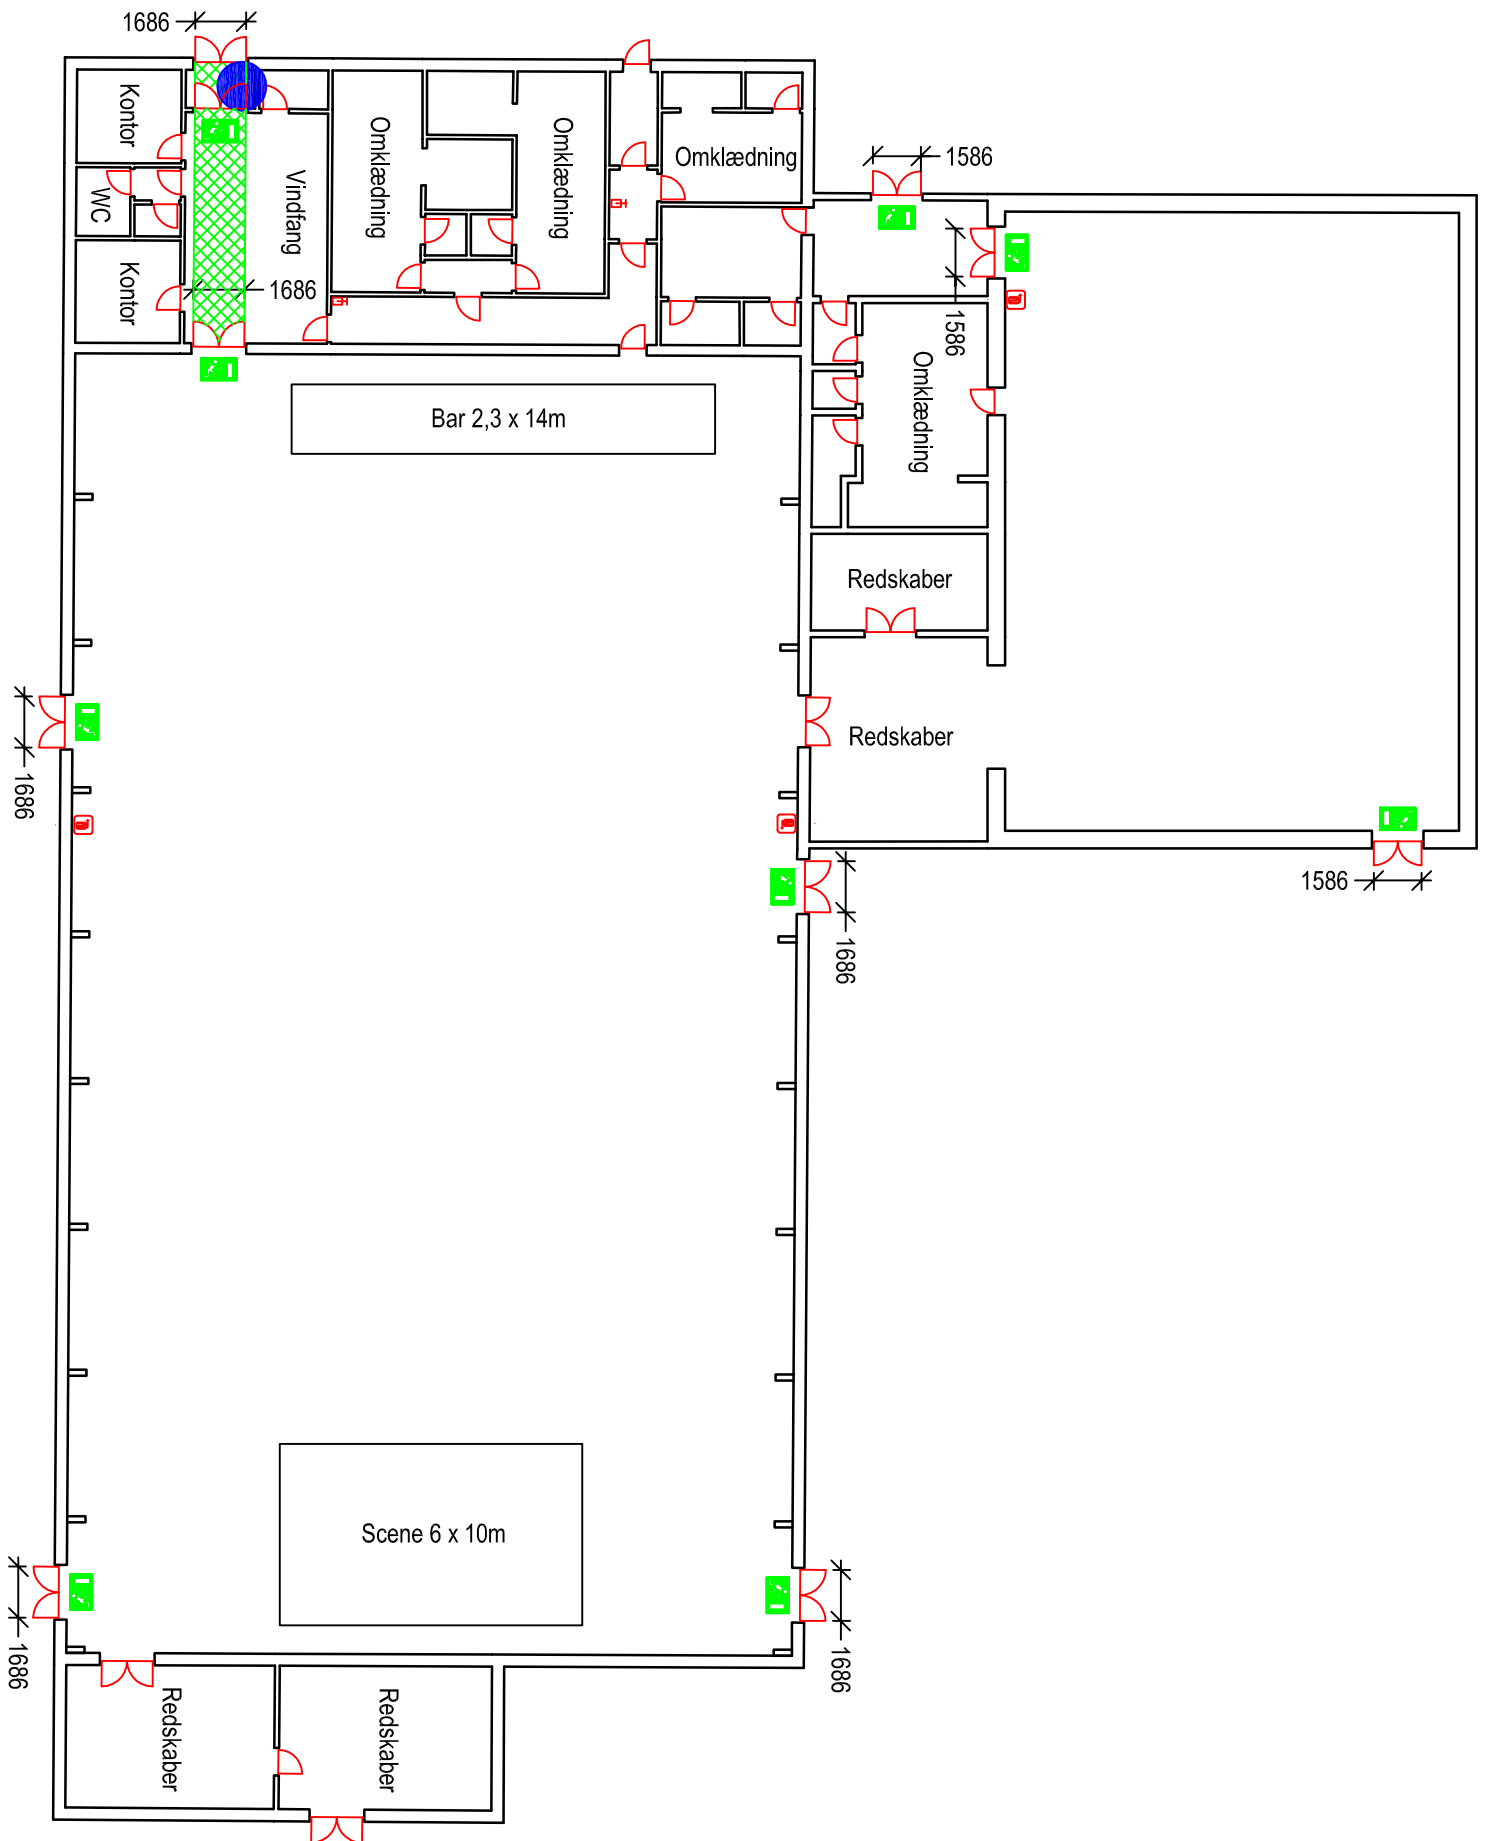 1686
Kontor
Omklædning
Omklædning
Omklædning
1586
Vindfang
WC
Kontor
1686
1586
Omklædning
Bar 2,3 x 14m
Redskaber
Redskaber
1686
1586
1686
Scene 6 x 10m
1686
1686
Redskaber
Redskaber